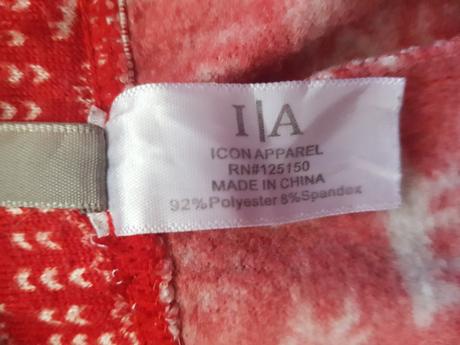 I|A
ICON APPAREL
RN#125150
MADE IN CHINA
92%Polyester 8%Spandex